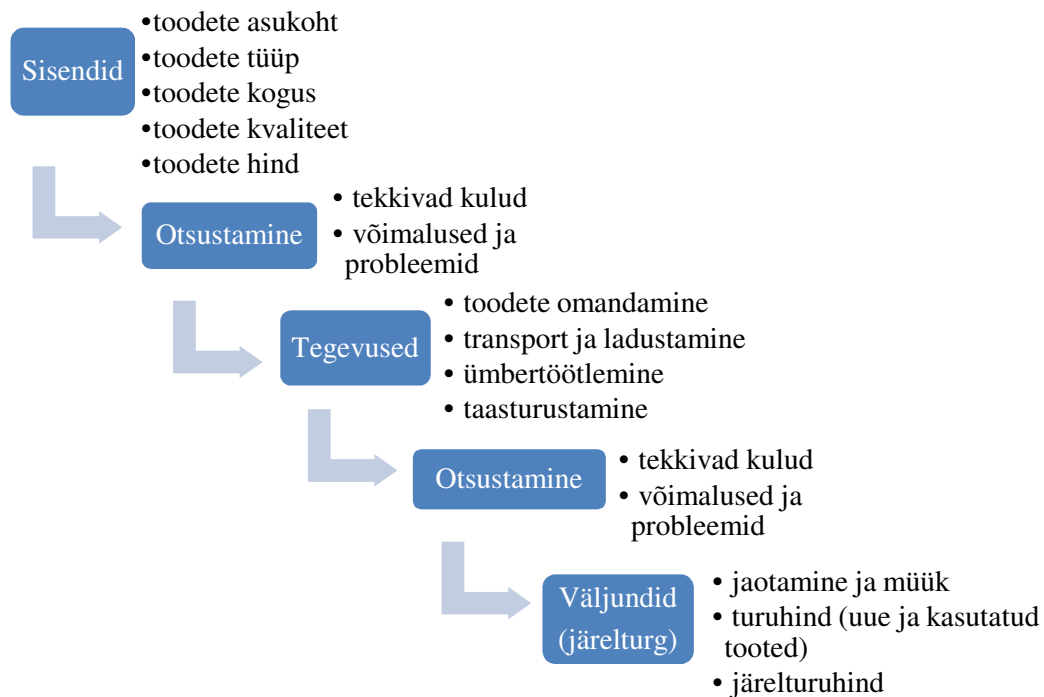 Sisendid
•toodete asukoht
•toodete tüüp
•toodete kogus
•toodete kvaliteet
•toodete hind
Otsustamine
• tekkivad kulud
• võimalused ja
probleemid
Tegevused
• toodete omandamine
• transport ja ladustamine
• ümbertöötlemine
• taasturustamine
Otsustamine
• tekkivad kulud
• võimalused ja
probleemid
Väljundid
(järelturg)
• jaotamine ja müük
• turuhind (uue ja kasutatud
tooted)
• järelturuhind